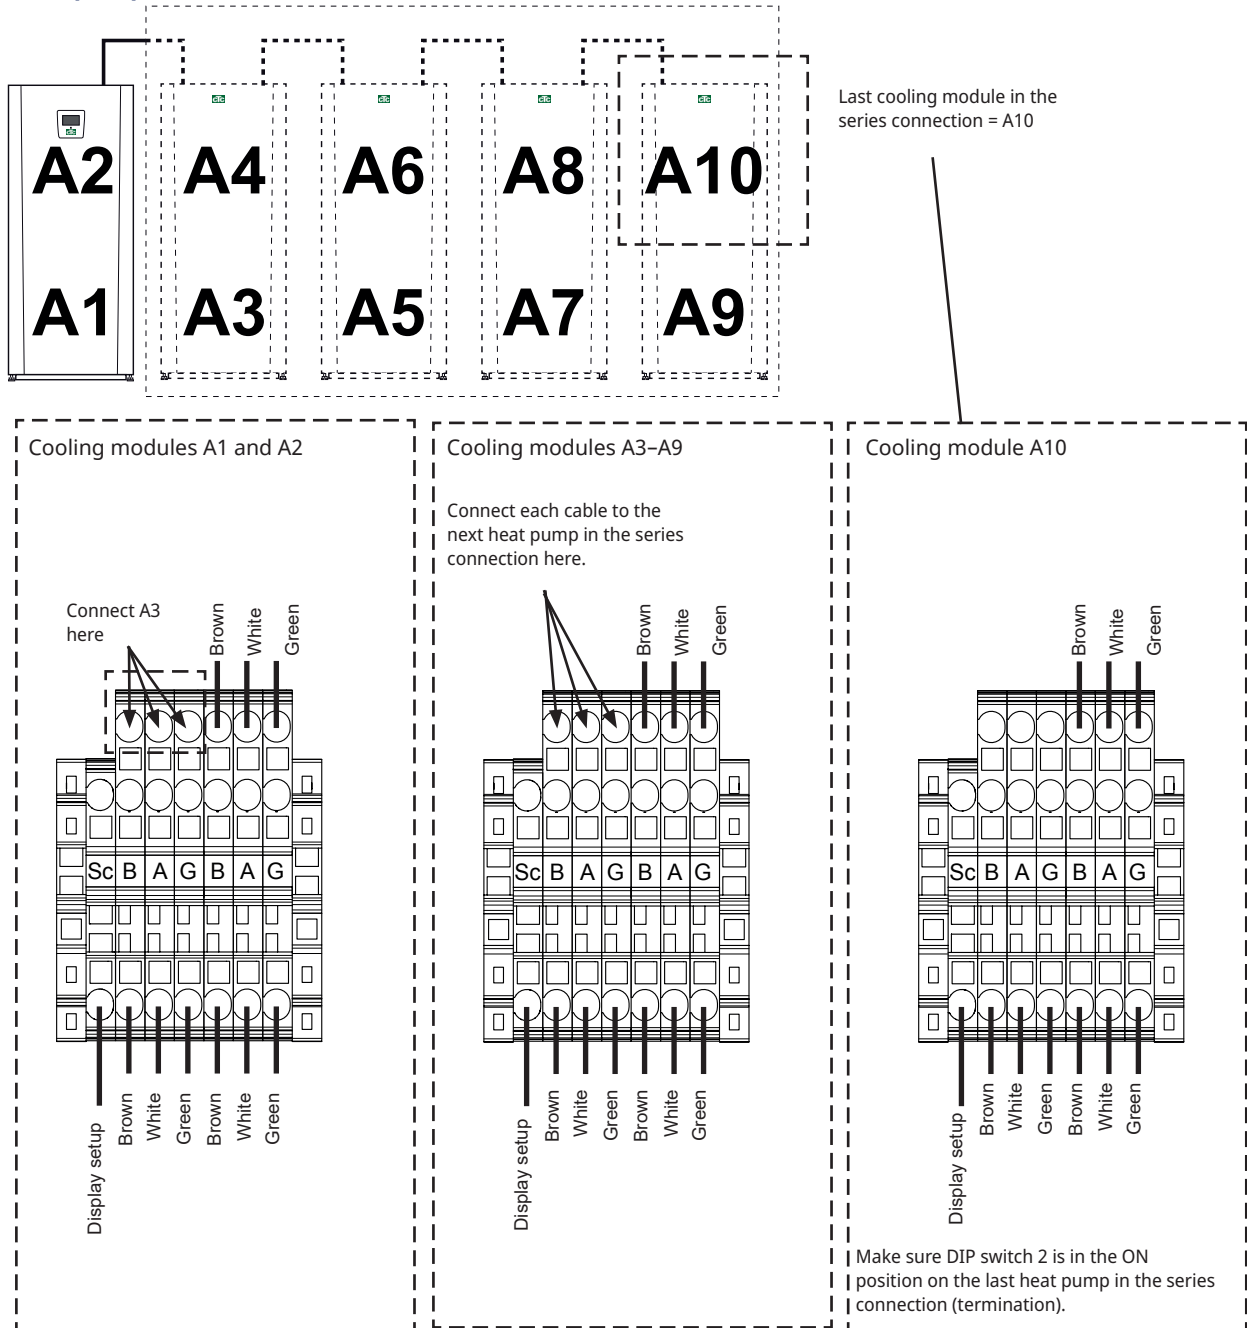 A2
A4
A6
A8
A10
A1
A3
A5
A7
A9
Last cooling module in the
series connection = A10
Cooling modules A1 and A2
Connect A3
here
Brown
White
Green
Sc B A G B A G
Display setup
Brown
White
Green
Brown
White
Green
Cooling modules A3–A9
Connect each cable to the
next heat pump in the series
connection here.
Brown
White
Green
Sc B A G B A G
Display setup
Brown
White
Green
Brown
White
Green
Cooling module A10
Brown
White
Green
Sc B A G B A G
Display setup
Brown
White
Green
Brown
White
Green
Make sure DIP switch 2 is in the ON
position on the last heat pump in the series
connection (termination).